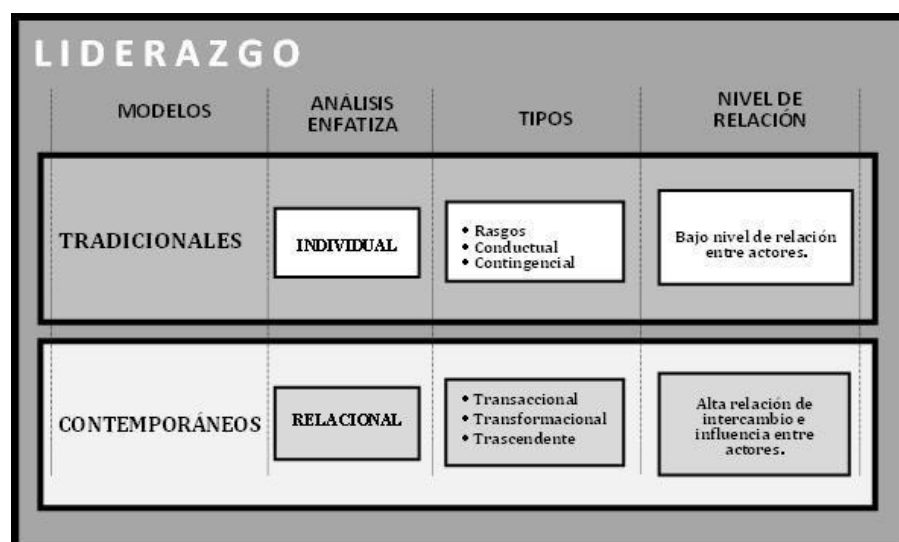 LIDERAZGO
MODELOS
ANÁLISIS
ENFATIZA
TIPOS
NIVEL DE
RELACIÓN
TRADICIONALES
INDIVIDUAL
• Rasgos
• Conductual
• Contingencial
Bajo nivel de relación
entre actores.
CONTEMPORÁNEOS
RELACIONAL
• Transaccional
• Transformacional
• Trascendente
Alta relación de
intercambio e
influencia entre
actores.